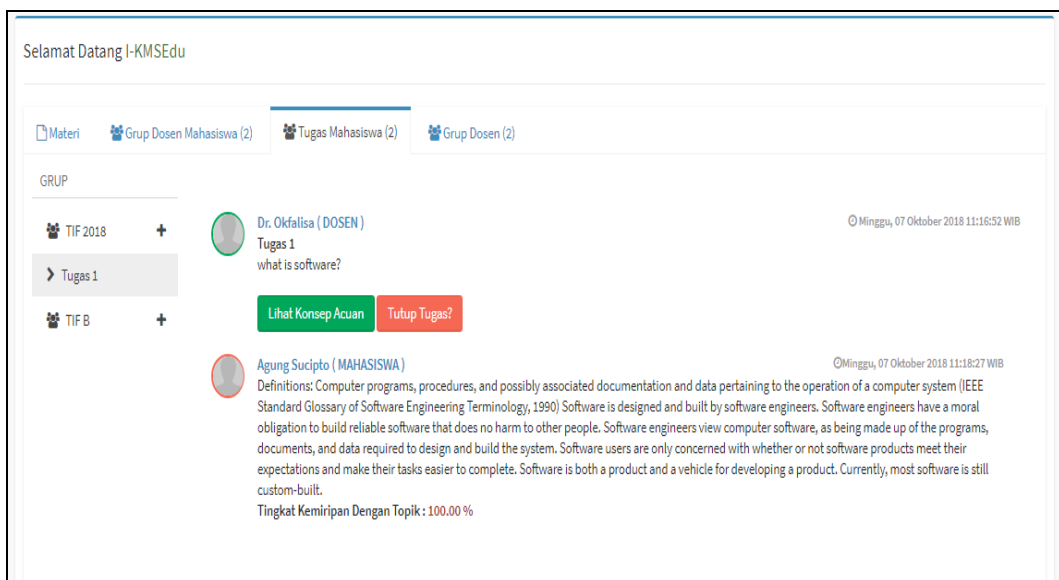 Selamat Datang I-KMSEdu
Materi
Grup Dosen Mahasiswa (2)
Tugas Mahasiswa (2)
Grup Dosen (2)
GRUP
TIF 2018
Tugas 1
TIF B
Dr. Okfalisa ( DOSEN )
Minggu, 07 Oktober 2018 11:16:52 WIB
Tugas 1
what is software?
Lihat Konsep Acuan
Tutup Tugas?
Agung Sucipto ( MAHASISWA )
Minggu, 07 Oktober 2018 11:18:27 WIB
Definitions: Computer programs, procedures, and possibly associated documentation and data pertaining to the operation of a computer system (IEEE
Standard Glossary of Software Engineering Terminology, 1990) Software is designed and built by software engineers. Software engineers have a moral
obligation to build reliable software that does no harm to other people. Software engineers view computer software, as being made up of the programs,
documents, and data required to design and build the system. Software users are only concerned with whether or not software products meet their
expectations and make their tasks easier to complete. Software is both a product and a vehicle for developing a product. Currently, most software is still
custom-built.
Tingkat Kemiripan Dengan Topik : 100.00 %